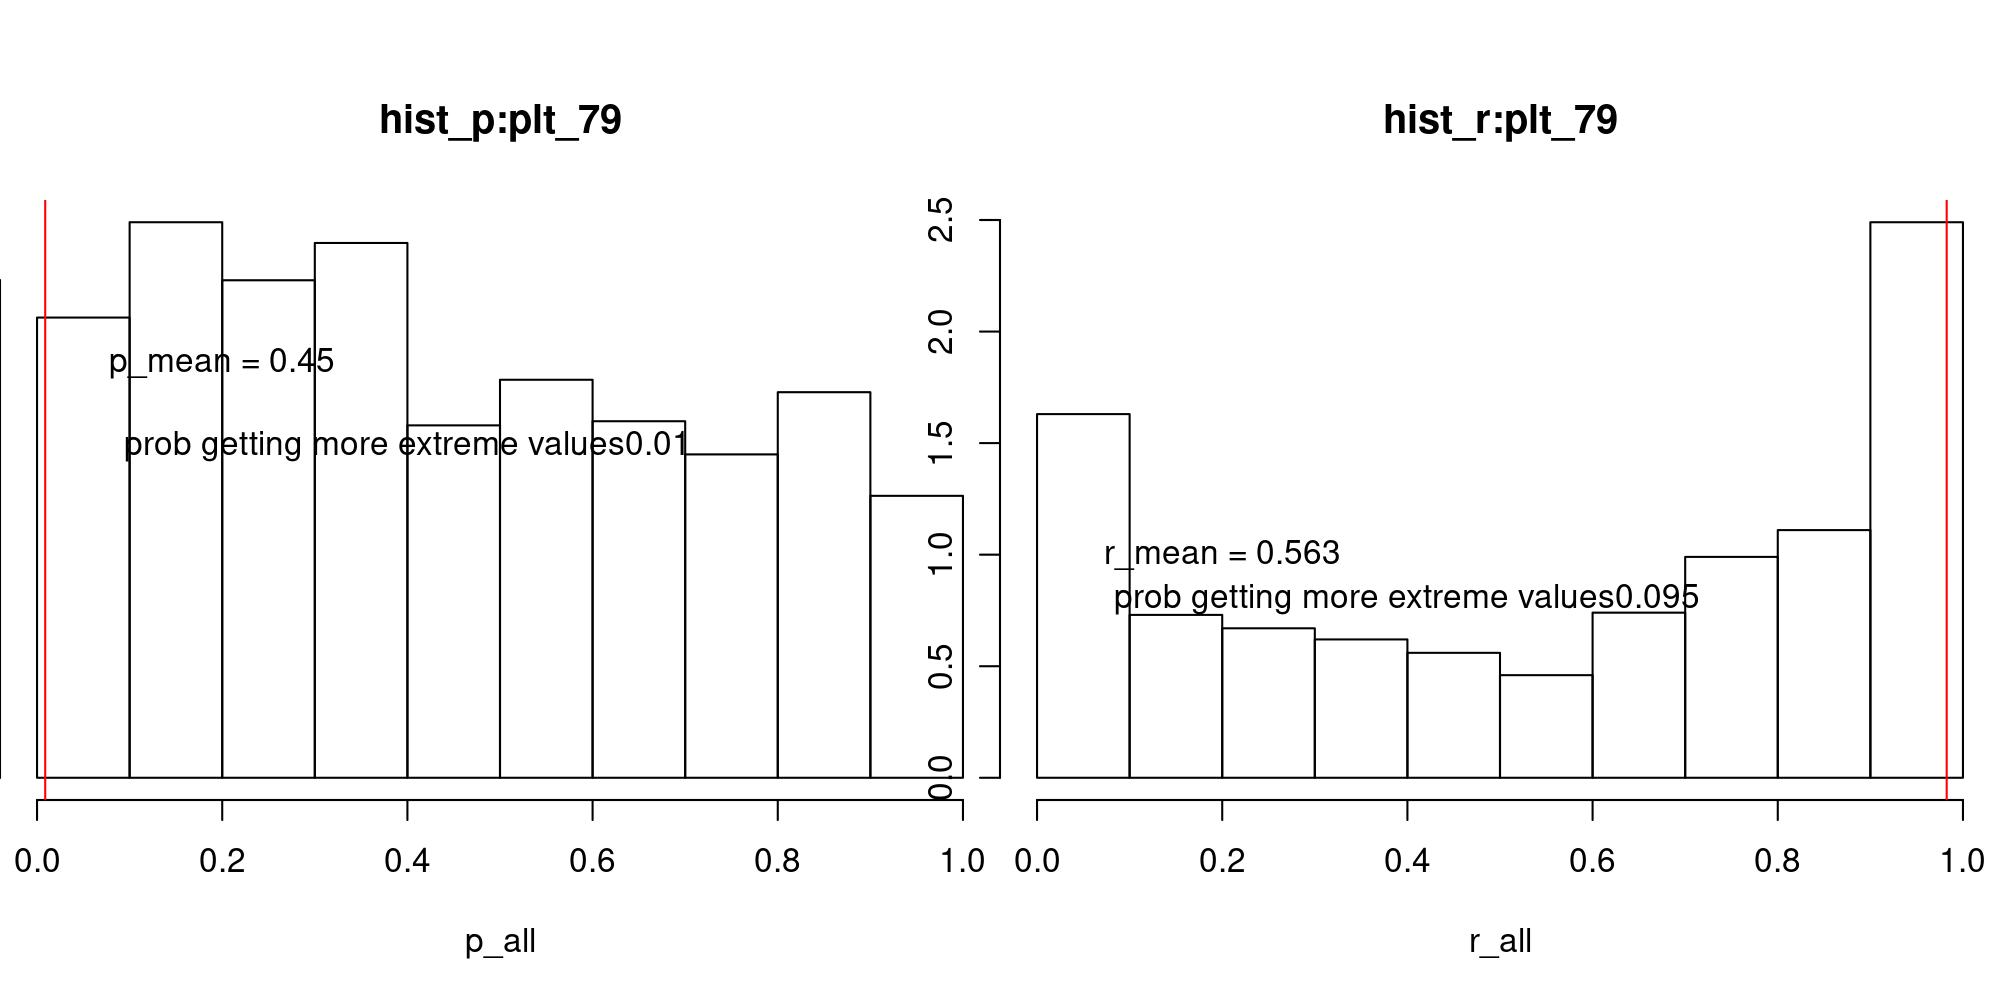 hist_p:plt_79
p_mean = 0.45
prob getting more extreme values0.01
0.0 0.2 0.4 0.6 0.8 1.0
p_all
hist_r:plt_79
2.5
2.0
1.5
1.0
0.5
0.0
r_mean = 0.563
prob getting more extreme values0.095
0.0 0.2 0.4 0.6 0.8 1.0
r_all